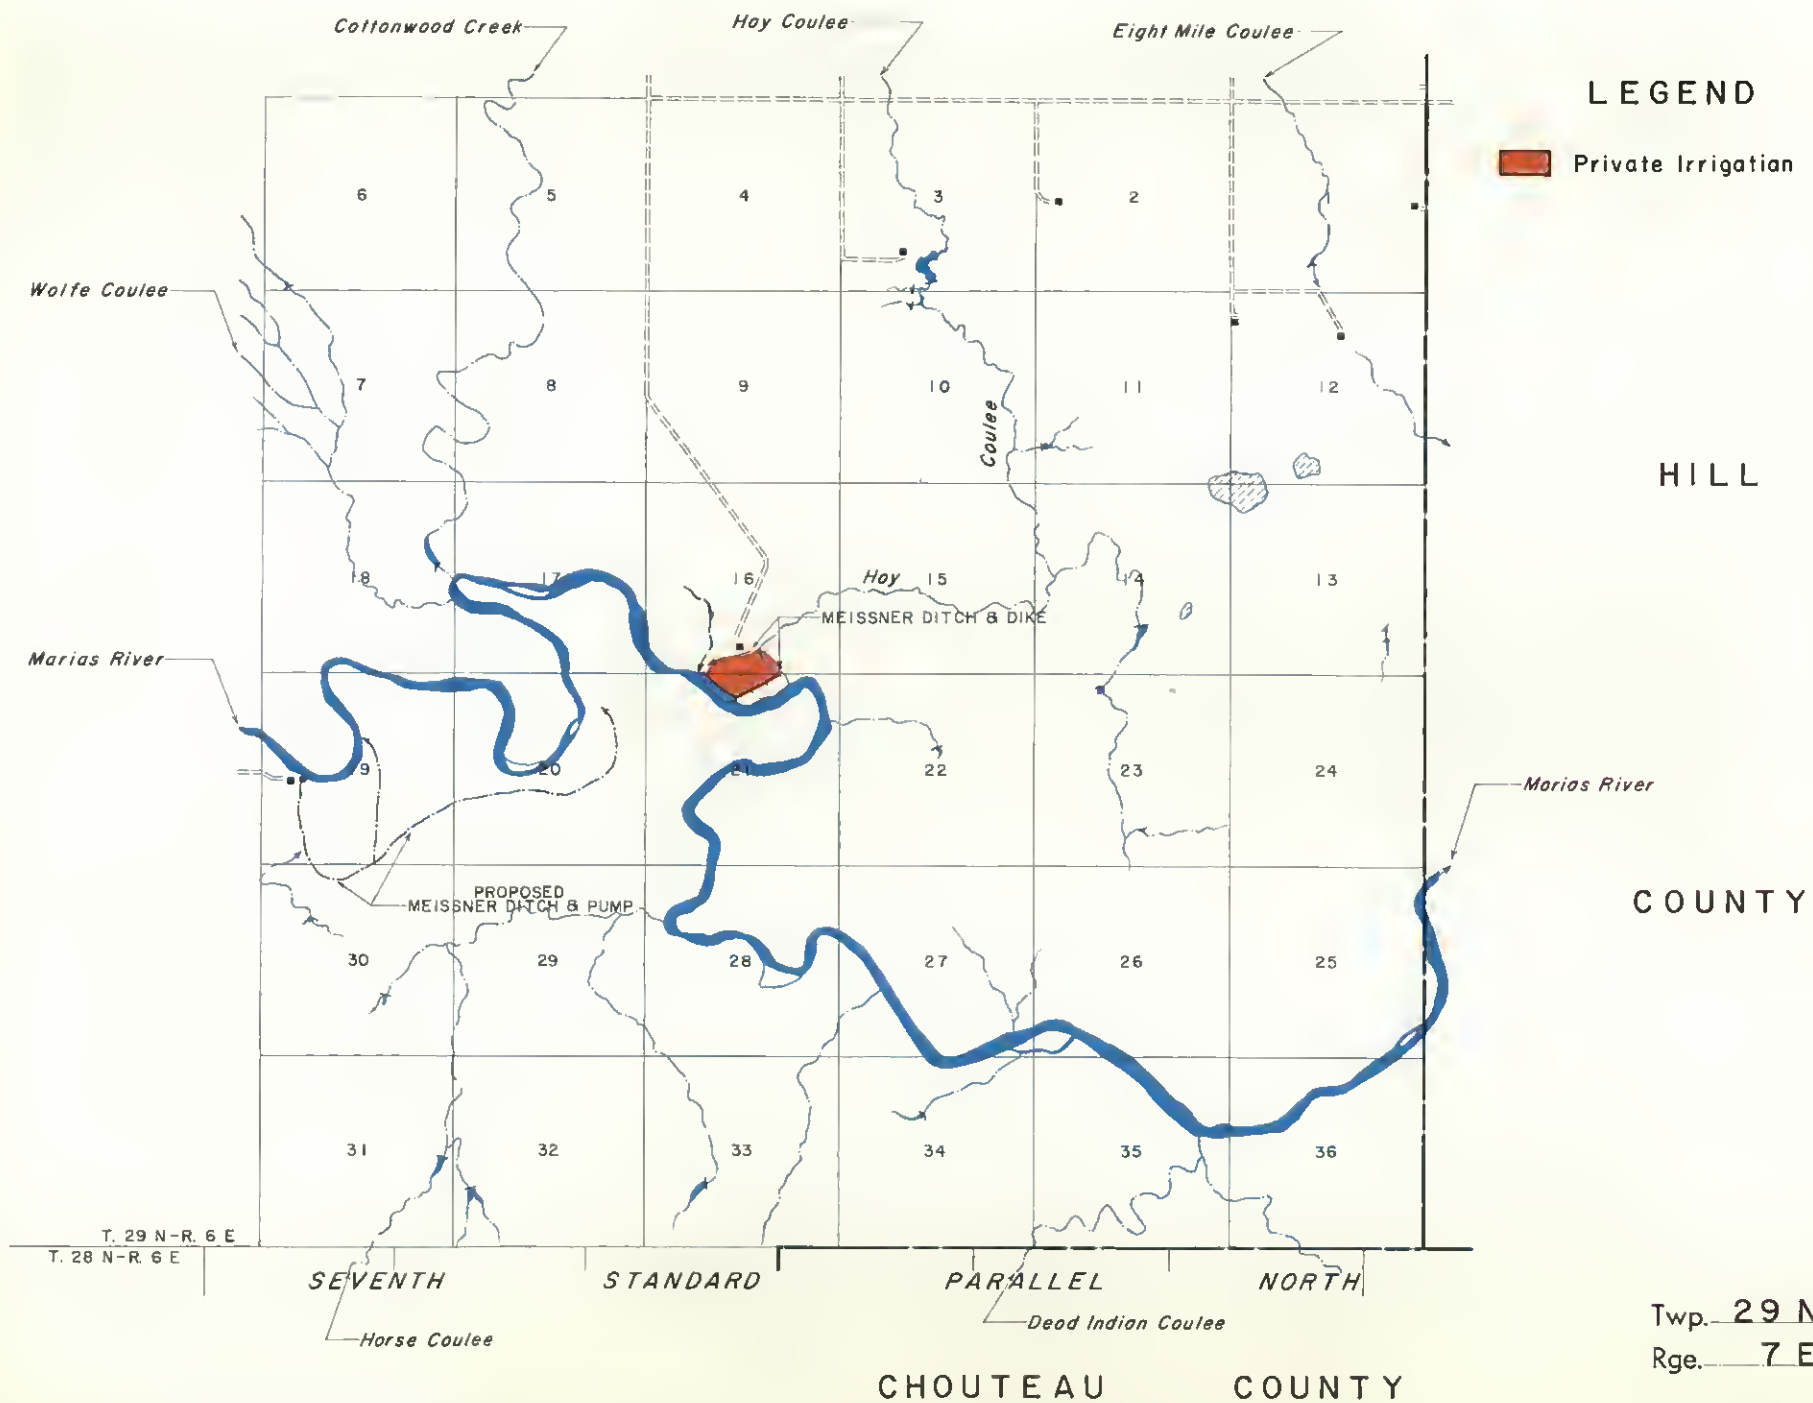 Cottonwood Creek
Hay Coulee
Eight Mile Coulee
LEGEND
Private Irrigation
6
5
4
3
2
Wolfe Coulee
7
8
9
10
11
12
Coulee
HILL
18
17
16
Hay
15
14
13
MEISSNER DITCH & DIKE
Marias River
19
20
21
22
23
24
Marias River
PROPOSED
MEISSNER DITCH & PUMP
COUNTY
30
29
28
27
26
25
31
32
33
34
35
36
T. 29 N-R. 6 E
T. 28 N-R. 6 E
SEVENTH STANDARD PARALLEL NORTH
Horse Coulee
Dead Indian Coulee
Twp. 29 N
Rge. 7 E
CHOUTEAU COUNTY